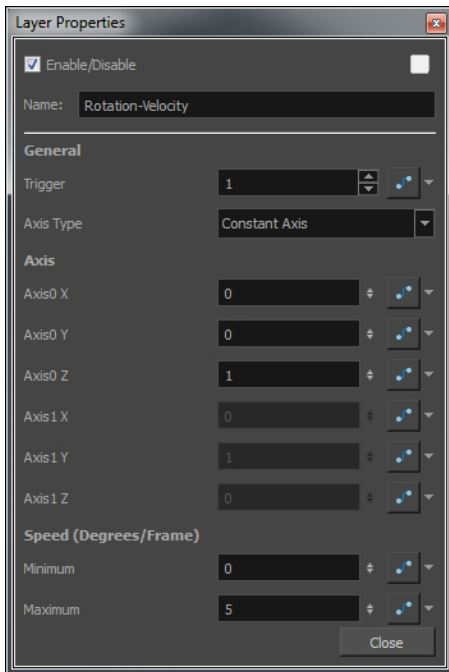 Layer Properties
Enable/Disable
Name: Rotation-Velocity
General
Trigger 1
Axis Type Constant Axis
Axis
Axis0 X 0
Axis0 Y 0
Axis0 Z 1
Axis1 X 0
Axis1 Y 1
Axis1 Z 0
Speed (Degrees/Frame)
Minimum 0
Maximum 5
Close